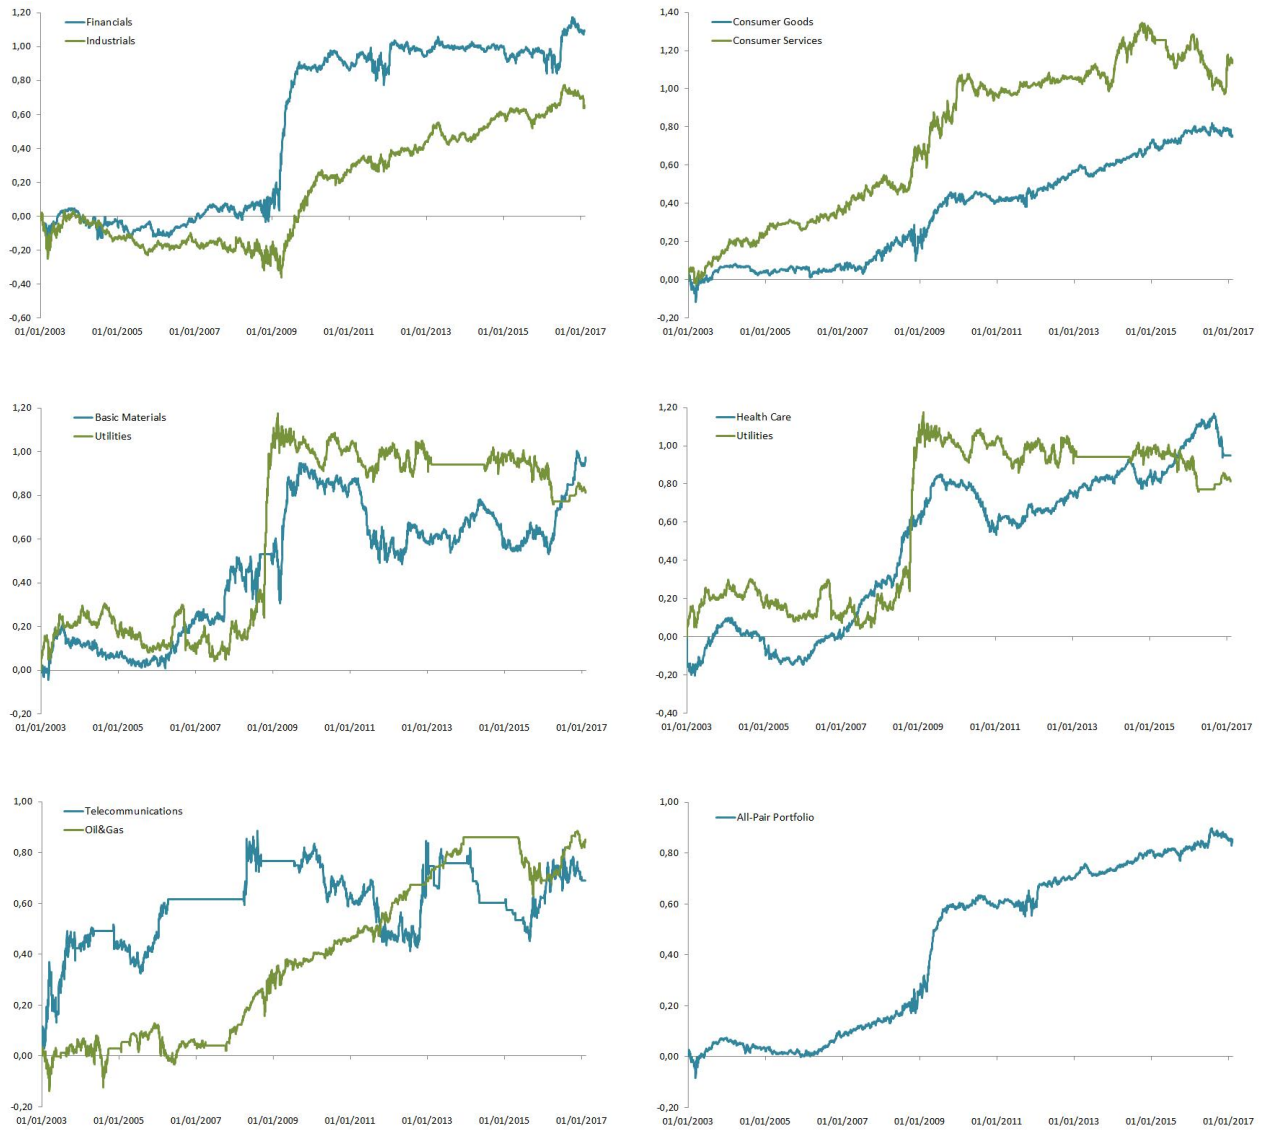 Financials
Industrials
1,20
1,00
0,80
0,60
0,40
0,20
0,00
-0,20
-0,40
-0,60
01/01/2003 01/01/2005 01/01/2007 01/01/2009 01/01/2011 01/01/2013 01/01/2015 01/01/2017
Consumer Goods
Consumer Services
1,40
1,20
1,00
0,80
0,60
0,40
0,20
0,00
-0,20
01/01/2003 01/01/2005 01/01/2007 01/01/2009 01/01/2011 01/01/2013 01/01/2015 01/01/2017
Basic Materials
Utilities
1,20
1,00
0,80
0,60
0,40
0,20
0,00
-0,20
01/01/2003 01/01/2005 01/01/2007 01/01/2009 01/01/2011 01/01/2013 01/01/2015 01/01/2017
Health Care
Utilities
1,20
1,00
0,80
0,60
0,40
0,20
0,00
-0,20
-0,40
01/01/2003 01/01/2005 01/01/2007 01/01/2009 01/01/2011 01/01/2013 01/01/2015 01/01/2017
Telecommunications
Oil&Gas
1,00
0,80
0,60
0,40
0,20
0,00
-0,20
01/01/2003 01/01/2005 01/01/2007 01/01/2009 01/01/2011 01/01/2013 01/01/2015 01/01/2017
All-Pair Portfolio
1,00
0,80
0,60
0,40
0,20
0,00
-0,20
01/01/2003 01/01/2005 01/01/2007 01/01/2009 01/01/2011 01/01/2013 01/01/2015 01/01/2017